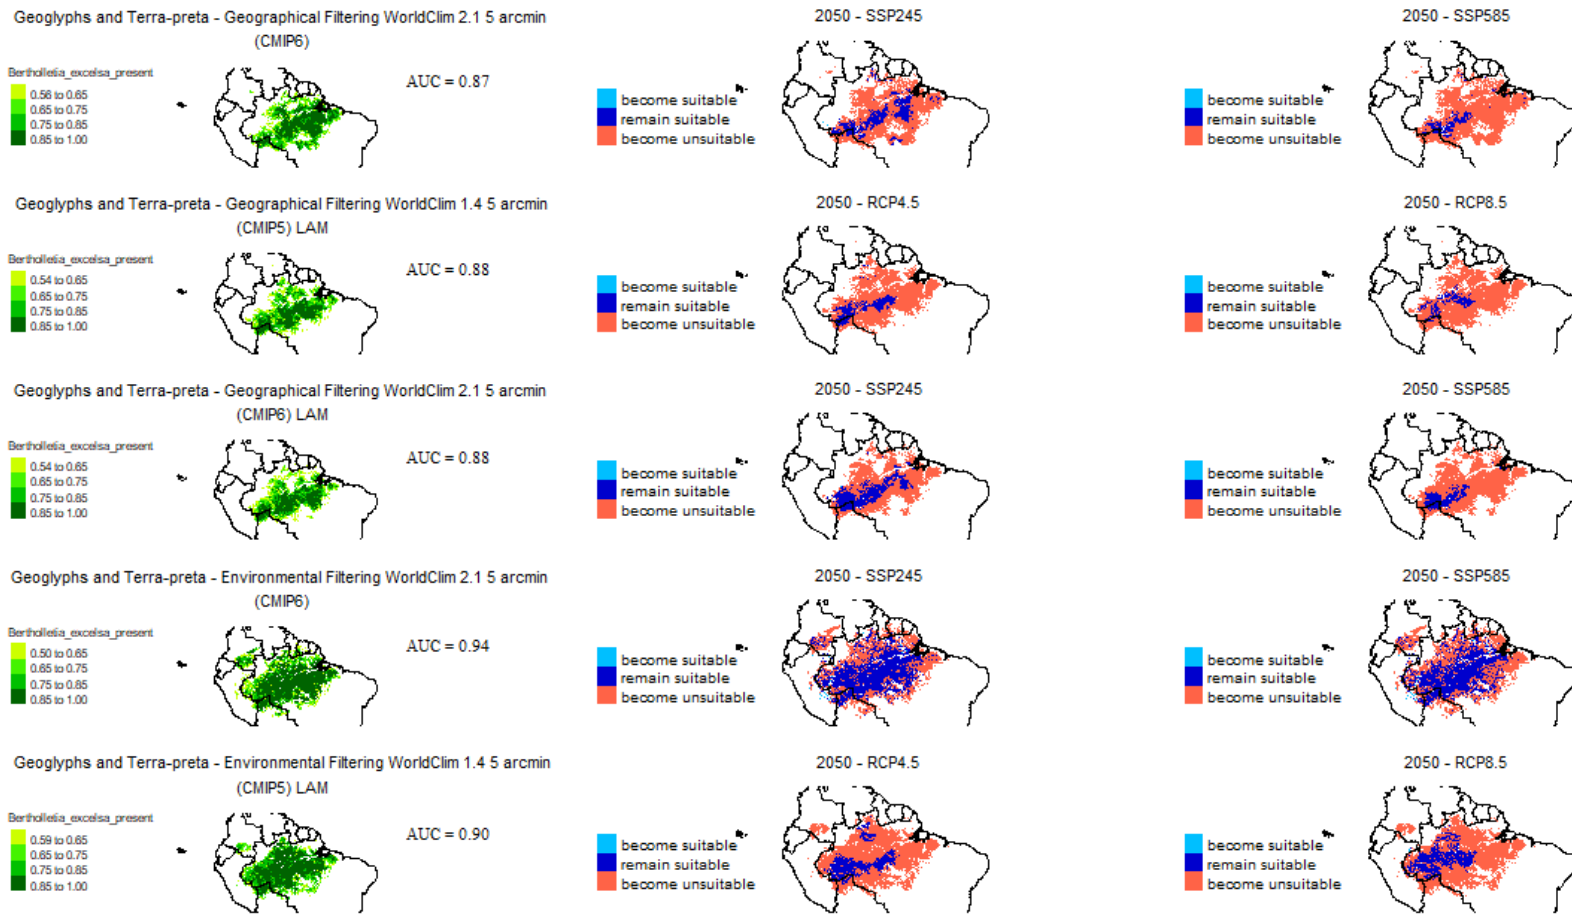 Geoglyphs and Terra-preta - Geographical Filtering WorldClim 2.1 5 arcmin
(CMIP6)
Bertholletia_excelsa_present
0.56 to 0.65
0.65 to 0.75
0.75 to 0.85
0.85 to 1.00
AUC = 0.87
2050 - SSP245
become suitable
remain suitable
become unsuitable
2050 - SSP585
become suitable
remain suitable
become unsuitable
Geoglyphs and Terra-preta - Geographical Filtering WorldClim 1.4 5 arcmin
(CMIP5) LAM
Bertholletia_excelsa_present
0.54 to 0.65
0.65 to 0.75
0.75 to 0.85
0.85 to 1.00
AUC = 0.88
2050 - RCP4.5
become suitable
remain suitable
become unsuitable
2050 - RCP8.5
become suitable
remain suitable
become unsuitable
Geoglyphs and Terra-preta - Geographical Filtering WorldClim 2.1 5 arcmin
(CMIP6) LAM
Bertholletia_excelsa_present
0.54 to 0.65
0.65 to 0.75
0.75 to 0.85
0.85 to 1.00
AUC = 0.88
2050 - SSP245
become suitable
remain suitable
become unsuitable
2050 - SSP585
become suitable
remain suitable
become unsuitable
Geoglyphs and Terra-preta - Environmental Filtering WorldClim 2.1 5 arcmin
(CMIP6)
Bertholletia_excelsa_present
0.50 to 0.65
0.65 to 0.75
0.75 to 0.85
0.85 to 1.00
AUC = 0.94
2050 - SSP245
become suitable
remain suitable
become unsuitable
2050 - SSP585
become suitable
remain suitable
become unsuitable
Geoglyphs and Terra-preta - Environmental Filtering WorldClim 1.4 5 arcmin
(CMIP5) LAM
Bertholletia_excelsa_present
0.59 to 0.65
0.65 to 0.75
0.75 to 0.85
0.85 to 1.00
AUC = 0.90
2050 - RCP4.5
become suitable
remain suitable
become unsuitable
2050 - RCP8.5
become suitable
remain suitable
become unsuitable